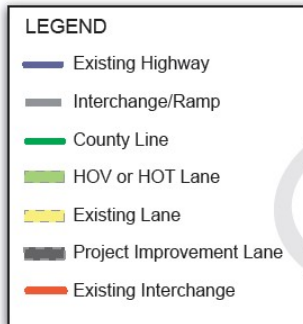 LEGEND
Existing Highway
Interchange/Ramp
County Line
HOV or HOT Lane
Existing Lane
Project Improvement Lane
Existing Interchange